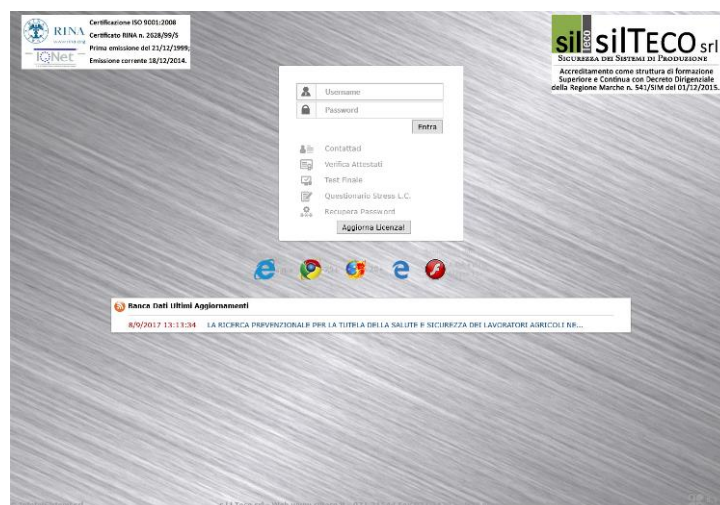 RINA
IQNet
Certificazione ISO 9001:2008
Certificato RINA n. 2628/99/S
Prima emissione del 21/12/1999;
Emissione corrente 18/12/2014.
sil teco silTECO srl
SICUREZZA DEI SISTEMI DI PRODUZIONE
Accreditamento come struttura di formazione
Superiore e Continua con Decreto Dirigenziale
della Regione Marche n. 541/SIM del 01/12/2015.
Username
Password
Entra
Contattaci
Verifica Attestati
Test Finale
Questionario Stress L.C.
Recupera Password
Aggiorna Licenza!
Banca Dati Ultimi Aggiornamenti
8/9/2017 13:13:34 LA RICERCA PREVENZIONALE PER LA TUTELA DELLA SALUTE E SICUREZZA DEI LAVORATORI AGRICOLI NE...